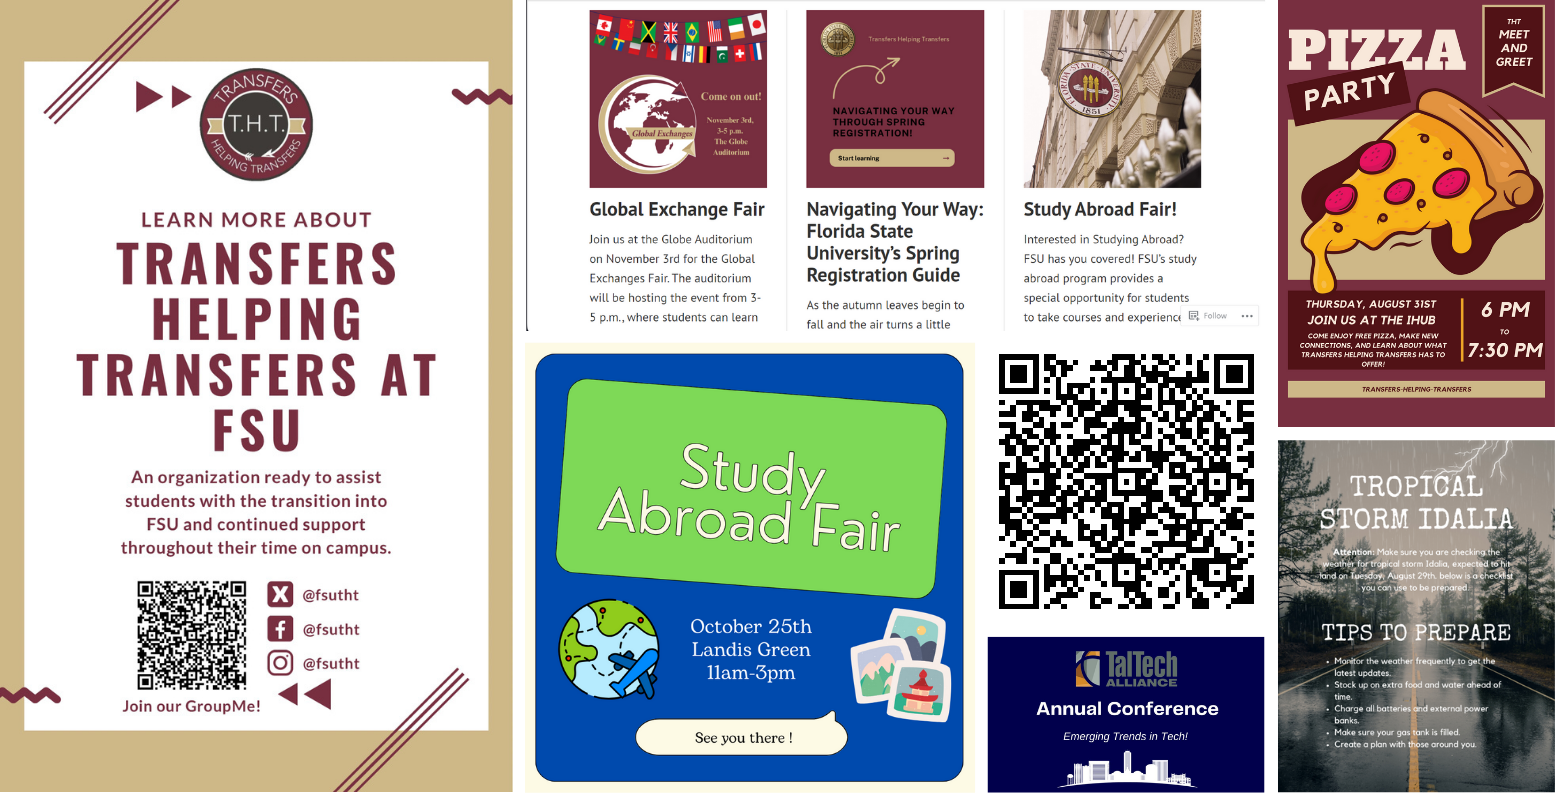 TRANSFERS
T.H.T.
HELPING TRANSFERS
LEARN MORE ABOUT
TRANSFERS
HELPING
TRANSFERS AT
FSU
An organization ready to assist
students with the transition into
FSU and continued support
throughout their time on campus.
@fsutht
@fsutht
@fsutht
Join our GroupMe!
Come on out!
November 3rd,
3-5 p.m.
The Globe
Auditorium
Global Exchanges
Global Exchange Fair
Join us at the Globe Auditorium
on November 3rd for the Global
Exchanges Fair. The auditorium
will be hosting the event from 3-
5 p.m., where students can learn
Transfers Helping Transfers
NAVIGATING YOUR WAY
THROUGH SPRING
REGISTRATION!
Start learning
Navigating Your Way:
Florida State
University's Spring
Registration Guide
As the autumn leaves begin to
fall and the air turns a little
FLORIDA STATE UNIVERSITY
1851
Study Abroad Fair!
Interested in Studying Abroad?
FSU has you covered! FSU's study
abroad program provides a
special opportunity for students
to take courses and experience
Follow
Study
Abroad Fair
October 25th
Landis Green
11am-3pm
See you there !
TalTech
ALLIANCE
Annual Conference
Emerging Trends in Tech!
THT
MEET
AND
GREET
PIZZA
PARTY
THURSDAY, AUGUST 31ST
JOIN US AT THE IHUB
COME ENJOY FREE PIZZA, MAKE NEW
CONNECTIONS, AND LEARN ABOUT WHAT
TRANSFERS HELPING TRANSFERS HAS TO
OFFER!
6 PM
TO
7:30 PM
TRANSFERS-HELPING-TRANSFERS
TROPICAL
STORM IDALIA
Attention: Make sure you are checking the
weather for tropical storm Idalia, expected to hit
land on Tuesday, August 29th. below is a checklist
you can use to be prepared.
TIPS TO PREPARE
Monitor the weather frequently to get the
latest updates.
Stock up on extra food and water ahead of
time.
Charge all batteries and external power
banks.
Make sure your gas tank is filled.
Create a plan with those around you.